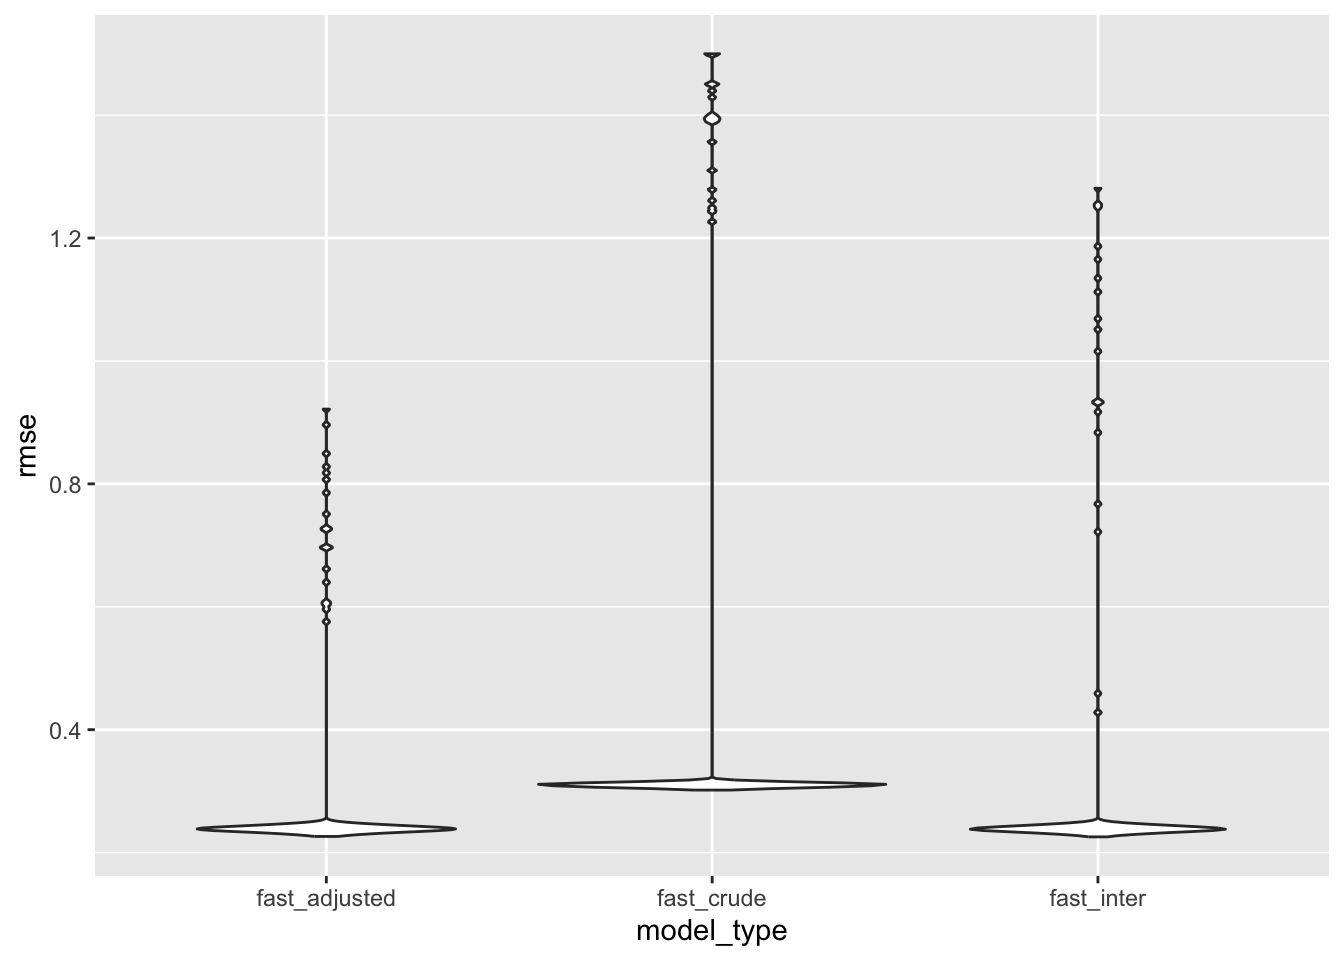 rmse
1.2
0.8
0.4
fast_adjusted
fast_crude
fast_inter
model_type